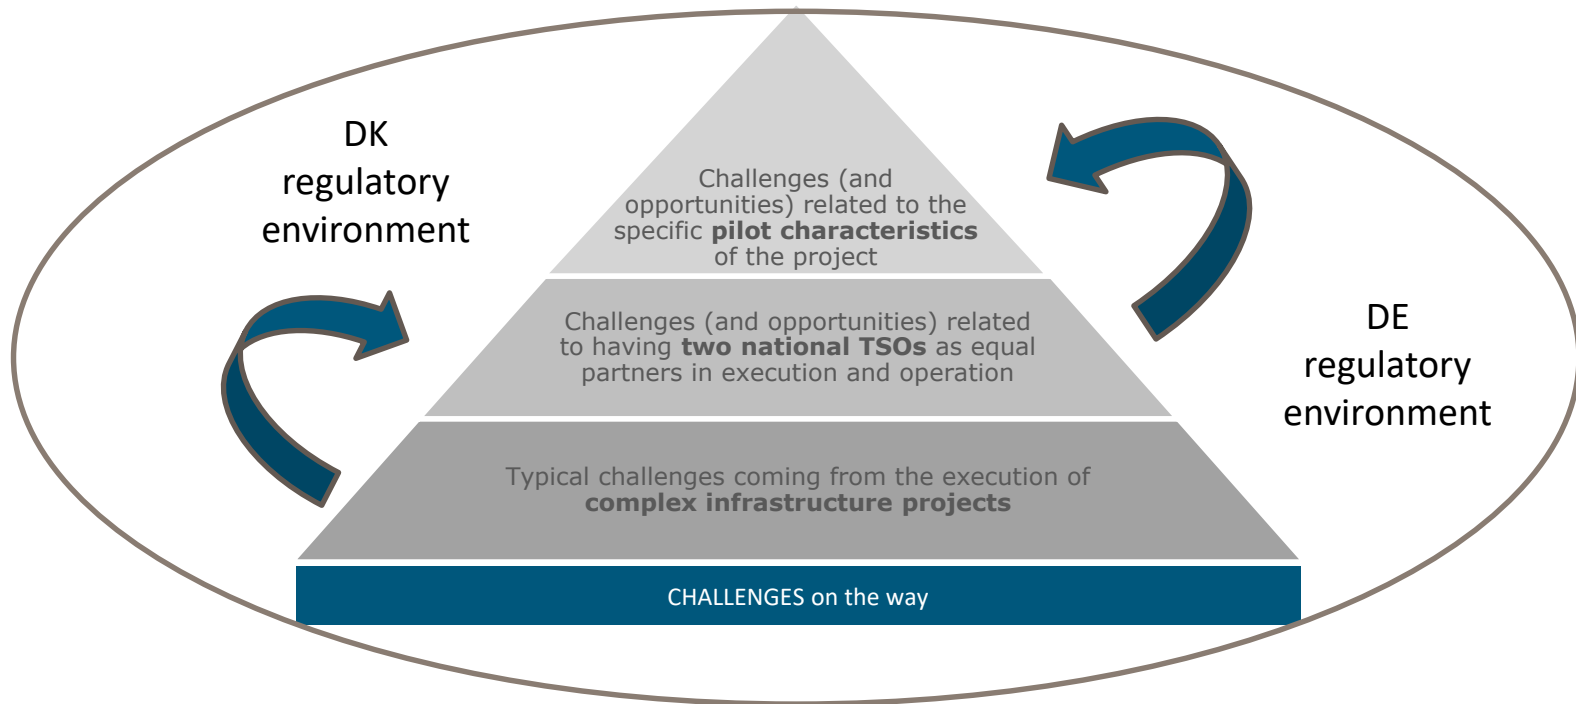 DK
regulatory
environment
Challenges (and
opportunities) related to the
specific pilot characteristics
of the project
Challenges (and opportunities) related
to having two national TSOs as equal
partners in execution and operation
DE
regulatory
environment
Typical challenges coming from the execution of
complex infrastructure projects
CHALLENGES on the way